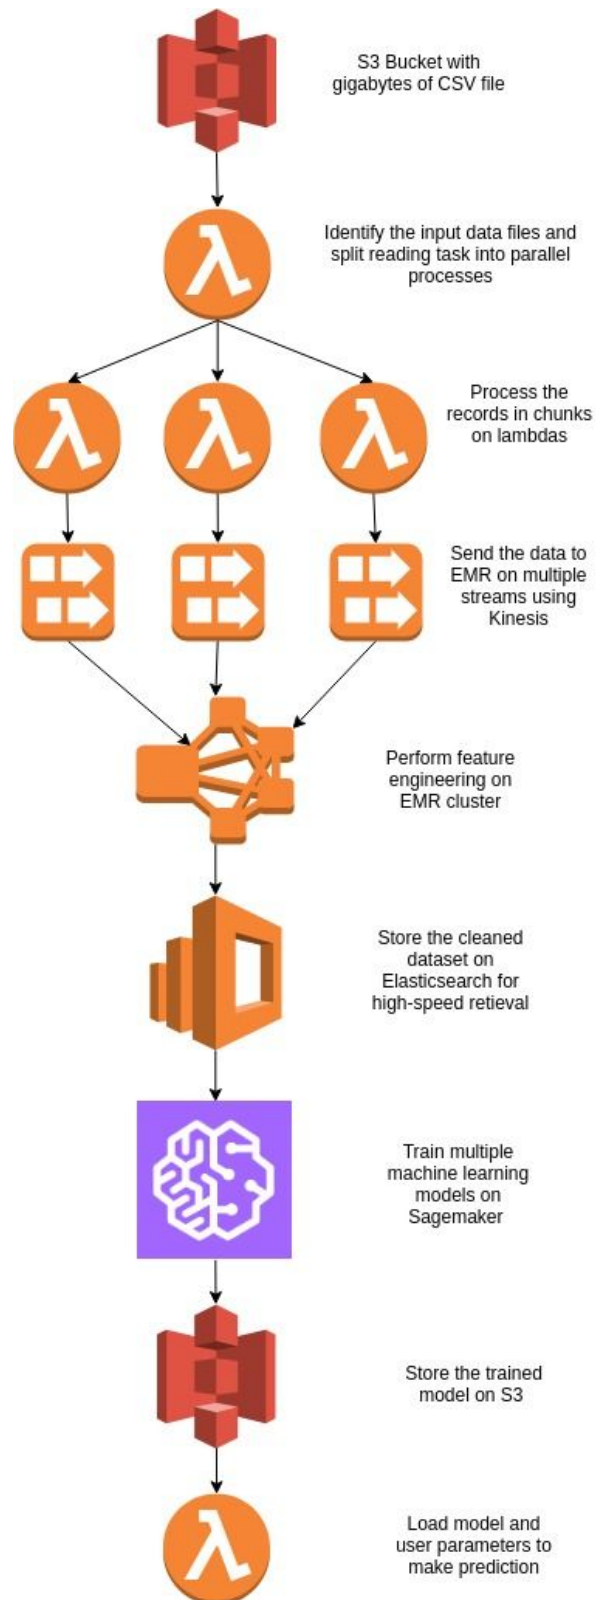 S3 Bucket with
gigabytes of CSV file
Identify the input data files and
split reading task into parallel
processes
Process the
records in chunks
on lambdas
Send the data to
EMR on multiple
streams using
Kinesis
Perform feature
engineering on
EMR cluster
Store the cleaned
dataset on
Elasticsearch for
high-speed retieval
Train multiple
machine learning
models on
Sagemaker
Store the trained
model on S3
Load model and
user parameters to
make prediction